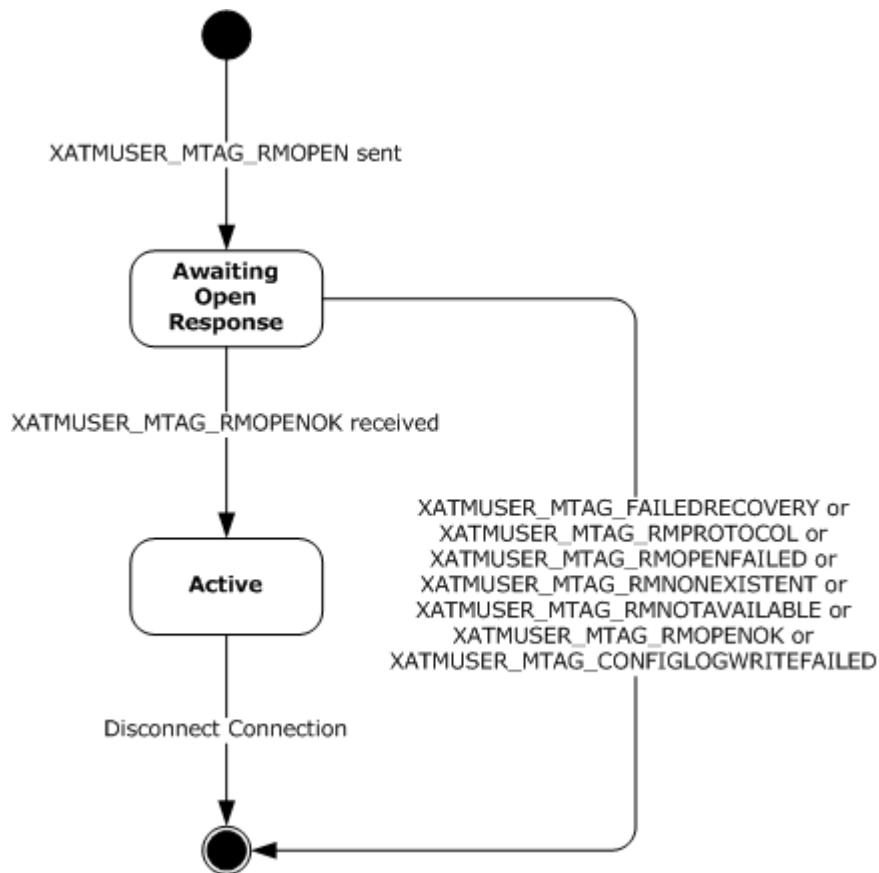 XATMUSER_MTAG_RMOPEN sent
Awaiting
Open
Response
XATMUSER_MTAG_RMOPENOK received
XATMUSER_MTAG_FAILEDRECOVERY or
XATMUSER_MTAG_RMPROTOCOL or
XATMUSER_MTAG_RMOPENFAILED or
XATMUSER_MTAG_RMNONEXISTENT or
XATMUSER_MTAG_RMNOTAVAILABLE or
XATMUSER_MTAG_RMOPENOK or
XATMUSER_MTAG_CONFIGLOGWRITEFAILED
Active
Disconnect Connection